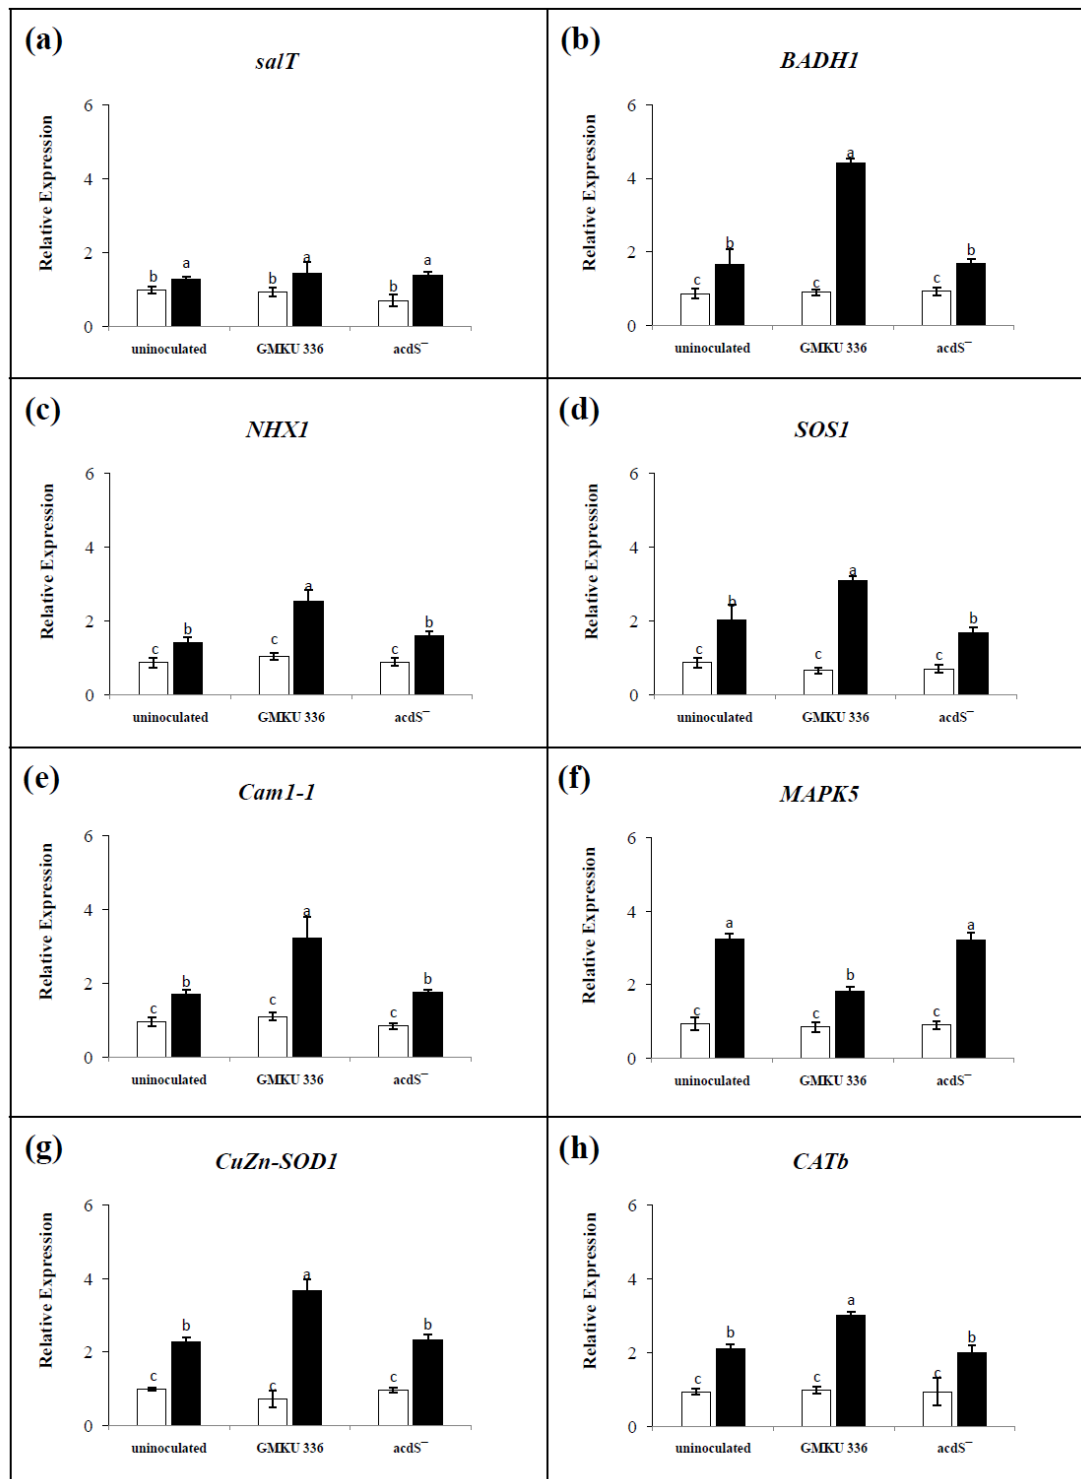 (a)
salT
Relative Expression
6
4
2
0
b a b a b a
uninoculated GMKU 336 acdS⁻
(b)
BADH1
Relative Expression
6
4
2
0
c b c a c b
uninoculated GMKU 336 acdS⁻
(c)
NHX1
Relative Expression
6
4
2
0
c b c a c b
uninoculated GMKU 336 acdS⁻
(d)
SOS1
Relative Expression
6
4
2
0
c b c a c b
uninoculated GMKU 336 acdS⁻
(e)
Cam1-1
Relative Expression
6
4
2
0
c b c a c b
uninoculated GMKU 336 acdS⁻
(f)
MAPK5
Relative Expression
6
4
2
0
c a c b c a
uninoculated GMKU 336 acdS⁻
(g)
CuZn-SOD1
Relative Expression
6
4
2
0
c b c a c b
uninoculated GMKU 336 acdS⁻
(h)
CATb
Relative Expression
6
4
2
0
c b c a c b
uninoculated GMKU 336 acdS⁻